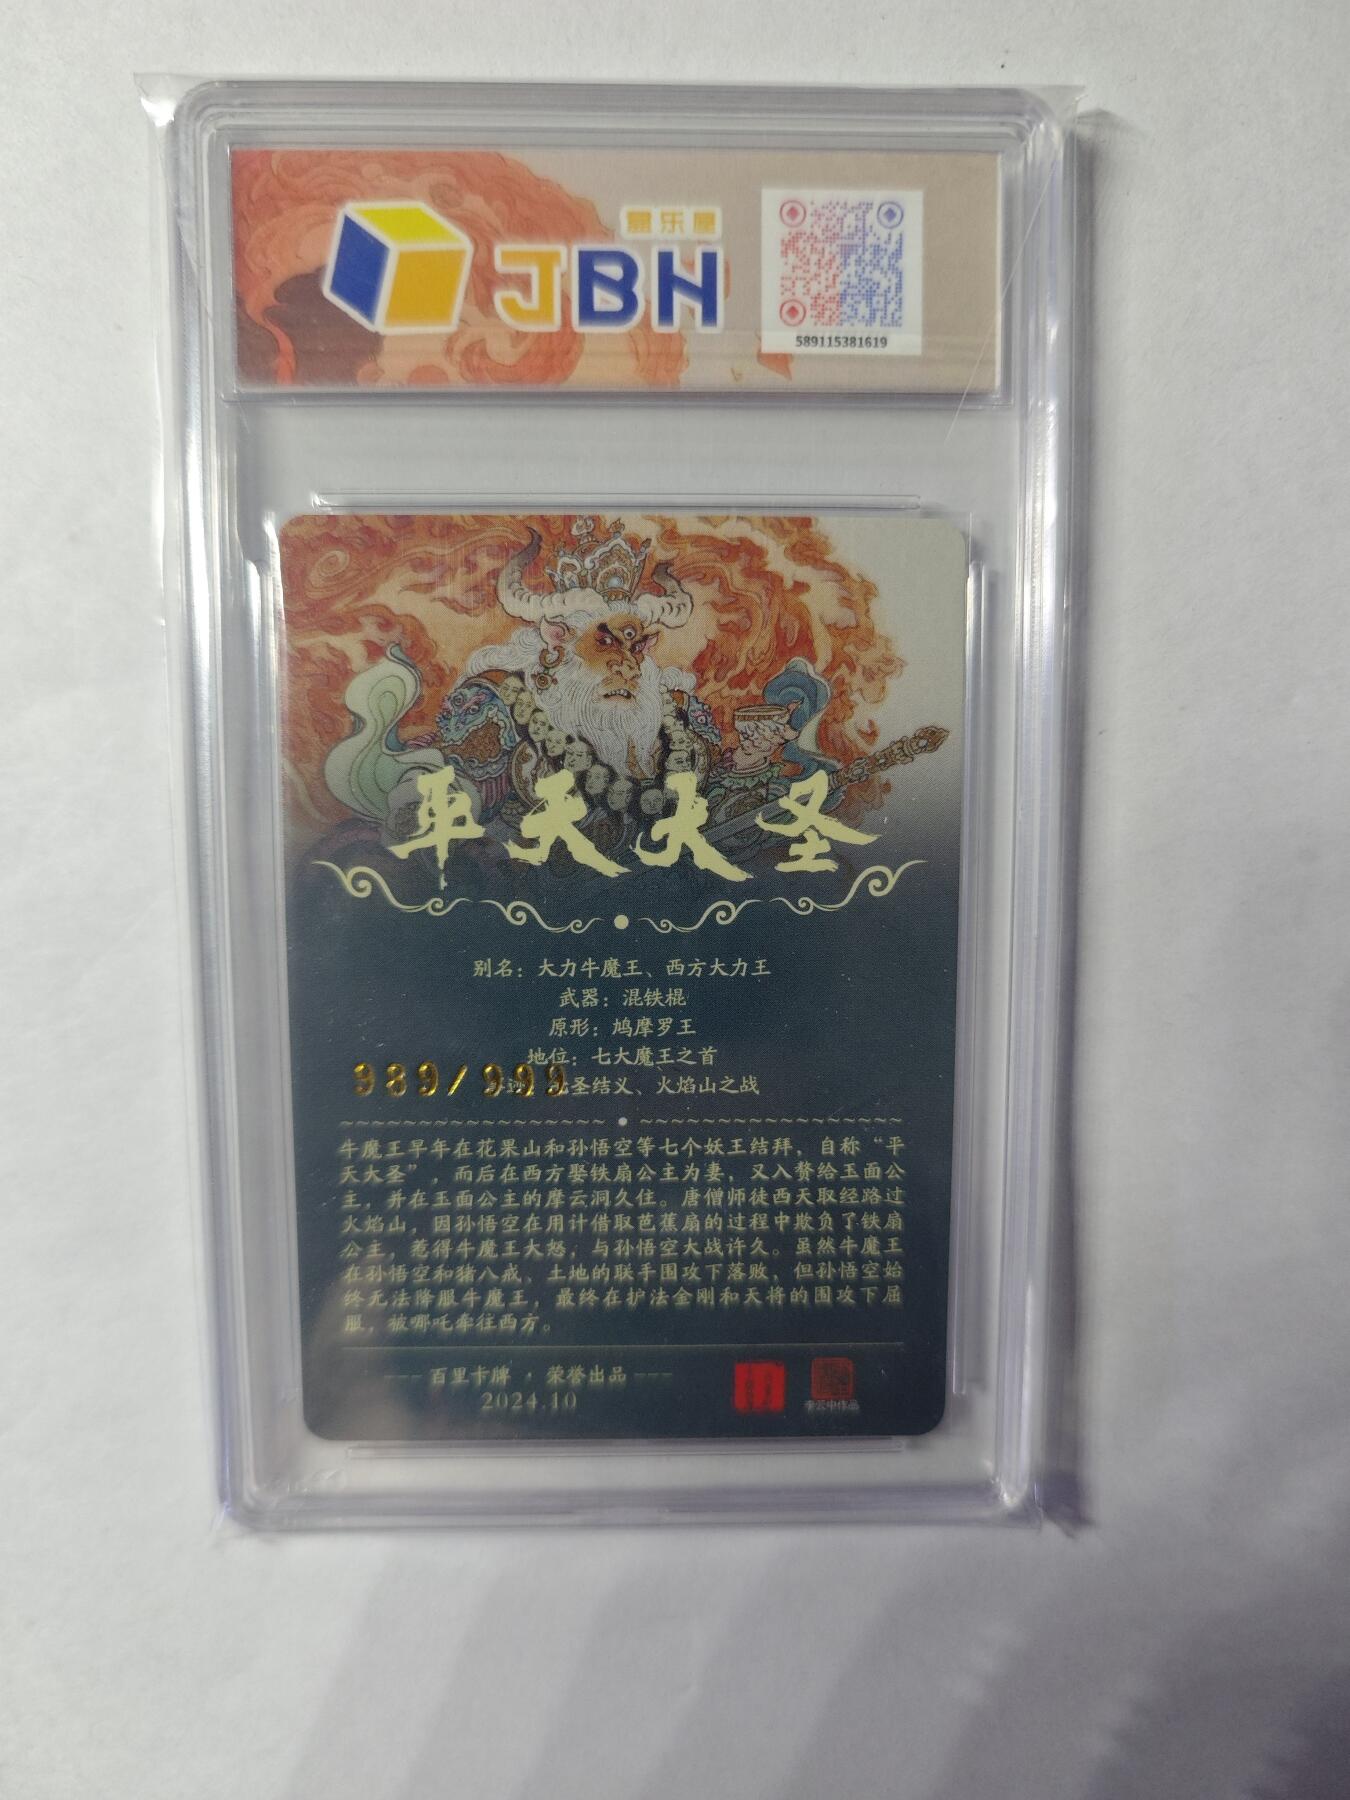 盒乐屋
JBH
589115381619
平天大圣
别名：大力牛魔王、西方大力王
武器：混铁棍
原形：鸠摩罗王
地位：七大魔王之首
圣结义、火焰山之战
989/999
牛魔王早年在花果山和孙悟空等七个妖王结拜，自称“平
天大圣”，而后在西方娶铁扇公主为妻，又入赘给玉面公
主，并在玉面公主的摩云洞久住。唐僧师徒西天取经路过
火焰山，因孙悟空在用计借取芭蕉扇的过程中欺负了铁扇
公主，惹得牛魔王大怒，与孙悟空大战许久。虽然牛魔王
在孙悟空和猪八戒、土地的联手围攻下落败，但孙悟空始
终无法降服牛魔王，最终在护法金刚和天将的围攻下屈
服，被哪吒牵往西方。
--- 百里卡牌 · 荣誉出品 ---
2024.10
李云中作品